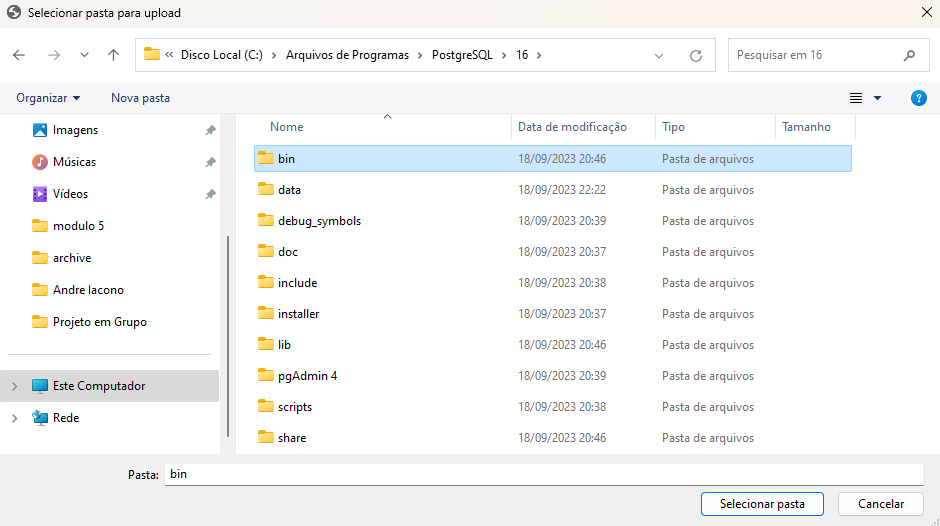 Selecionar pasta para upload
« Disco Local (C:) › Arquivos de Programas › PostgreSQL › 16 ›
Pesquisar em 16
Organizar
Nova pasta
?
Imagens
Músicas
Vídeos
modulo 5
archive
Andre Iacono
Projeto em Grupo
Este Computador
Rede
Nome Data de modificação Tipo Tamanho
bin 18/09/2023 20:46 Pasta de arquivos
data 18/09/2023 22:22 Pasta de arquivos
debug_symbols 18/09/2023 20:39 Pasta de arquivos
doc 18/09/2023 20:37 Pasta de arquivos
include 18/09/2023 20:38 Pasta de arquivos
installer 18/09/2023 20:37 Pasta de arquivos
lib 18/09/2023 20:46 Pasta de arquivos
pgAdmin 4 18/09/2023 20:39 Pasta de arquivos
scripts 18/09/2023 20:38 Pasta de arquivos
share 18/09/2023 20:46 Pasta de arquivos
Pasta: bin
Selecionar pasta
Cancelar